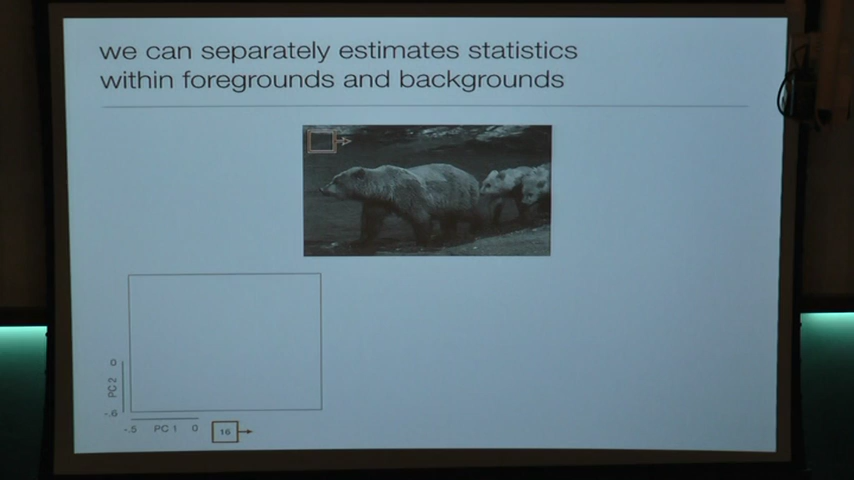 we can separately estimates statistics
within foregrounds and backgrounds
0
PC 2
-.6
-.5 PC 1 0
16